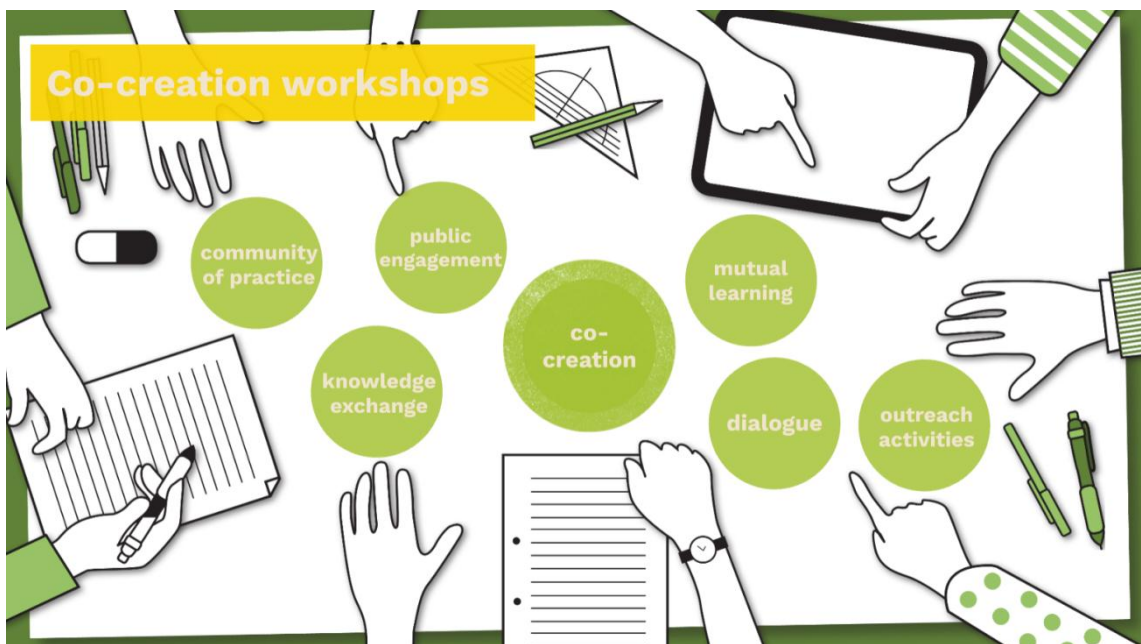 Co-creation workshops
community
of practice
public
engagement
knowledge
exchange
co-
creation
mutual
learning
dialogue
outreach
activities